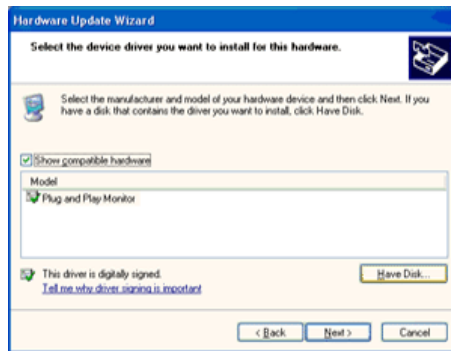 Hardware Update Wizard
Select the device driver you want to install for this hardware.
Select the manufacturer and model of your hardware device and then click Next. If you
have a disk that contains the driver you want to install, click Have Disk.
Show compatible hardware
Model
Plug and Play Monitor
This driver is digitally signed.
Have Disk...
Tell me why driver signing is important
< Back
Next >
Cancel